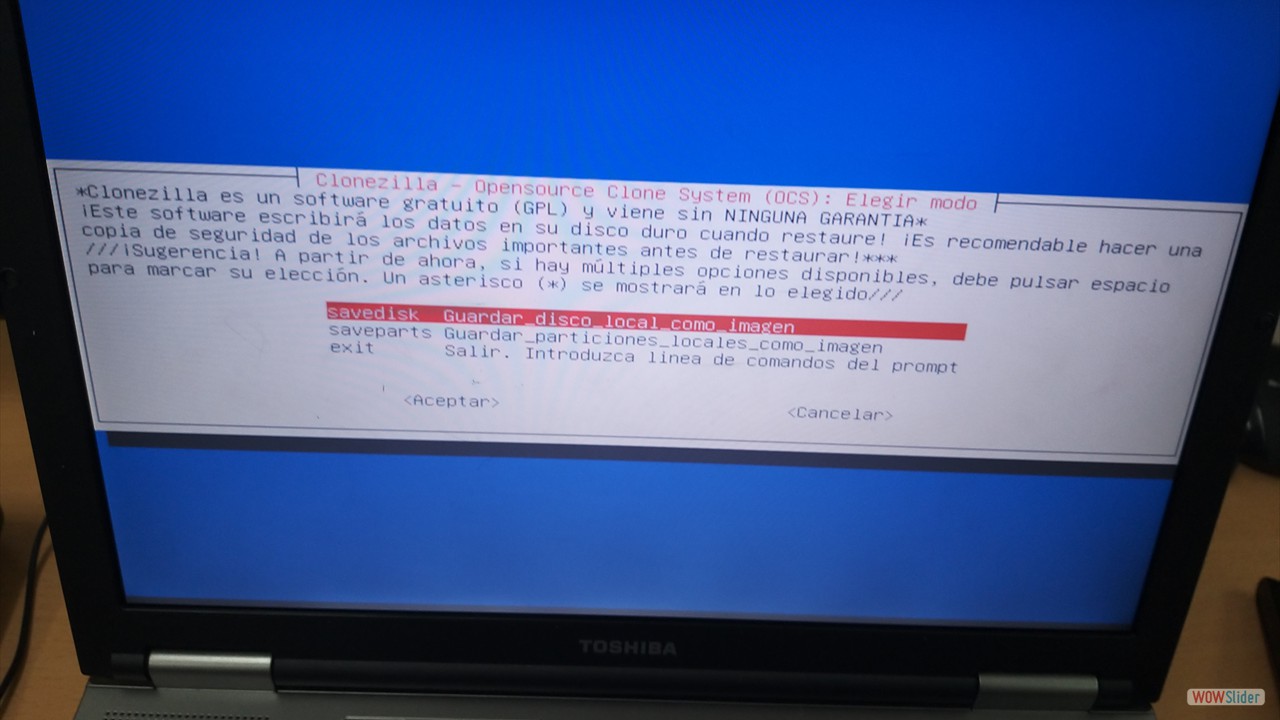 Clonezilla - Opensource Clone System (OCS): Elegir modo
*Clonezilla es un software gratuito (GPL) y viene sin NINGUNA GARANTIA*
¡Este software escribirá los datos en su disco duro cuando restaure! ¡Es recomendable hacer una
copia de seguridad de los archivos importantes antes de restaurar!***
///¡Sugerencia! A partir de ahora, si hay múltiples opciones disponibles, debe pulsar espacio
para marcar su elección. Un asterisco (*) se mostrará en lo elegido///
savedisk Guardar_disco_local_como_imagen
saveparts Guardar_particiones_locales_como_imagen
exit Salir. Introduzca linea de comandos del prompt
<Aceptar> <Cancelar>
TOSHIBA
WOWSlider